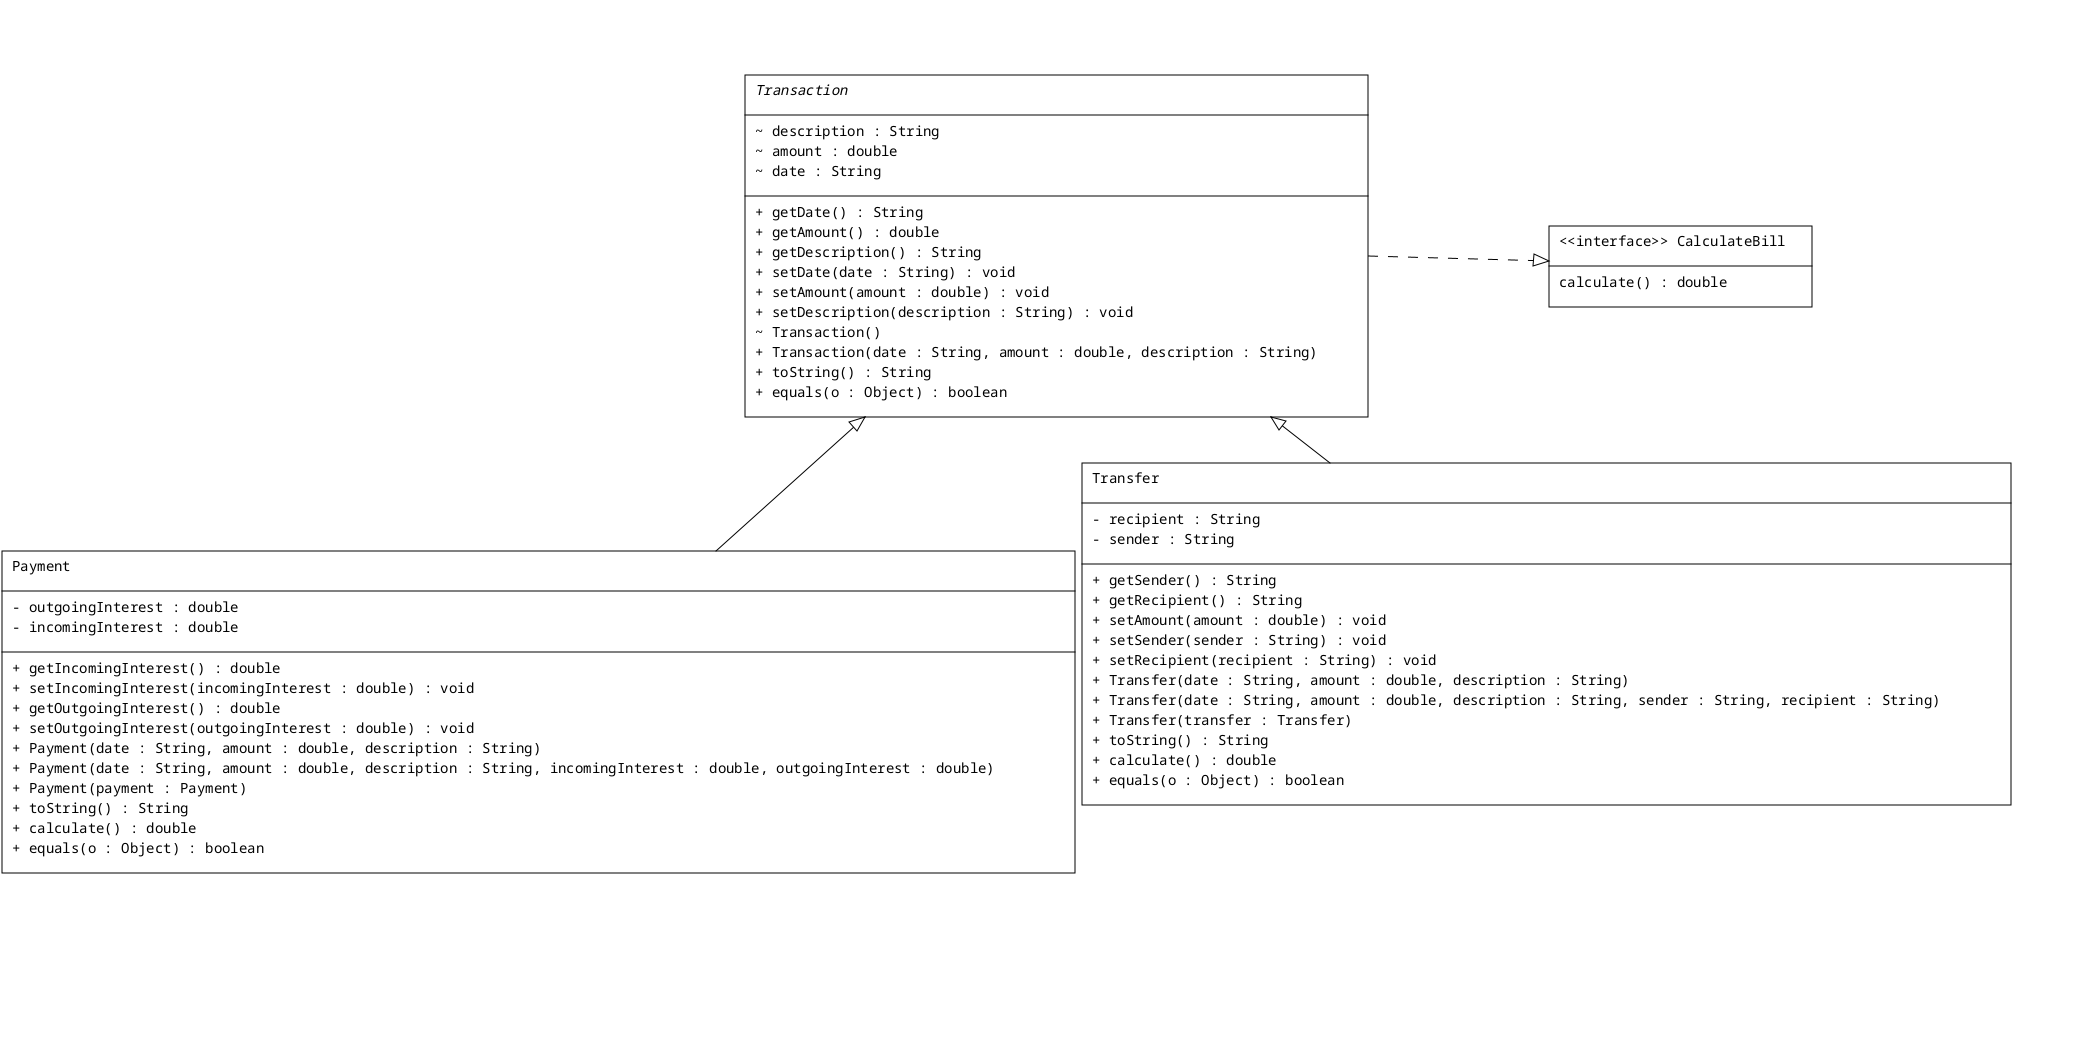 Transaction
~ description : String
~ amount : double
~ date : String
+ getDate() : String
+ getAmount() : double
+ getDescription() : String
+ setDate(date : String) : void
+ setAmount(amount : double) : void
+ setDescription(description : String) : void
~ Transaction()
+ Transaction(date : String, amount : double, description : String)
+ toString() : String
+ equals(o : Object) : boolean
<<interface>> CalculateBill
calculate() : double
Payment
- outgoingInterest : double
- incomingInterest : double
+ getIncomingInterest() : double
+ setIncomingInterest(incomingInterest : double) : void
+ getOutgoingInterest() : double
+ setOutgoingInterest(outgoingInterest : double) : void
+ Payment(date : String, amount : double, description : String)
+ Payment(date : String, amount : double, description : String, incomingInterest : double, outgoingInterest : double)
+ Payment(payment : Payment)
+ toString() : String
+ calculate() : double
+ equals(o : Object) : boolean
Transfer
- recipient : String
- sender : String
+ getSender() : String
+ getRecipient() : String
+ setAmount(amount : double) : void
+ setSender(sender : String) : void
+ setRecipient(recipient : String) : void
+ Transfer(date : String, amount : double, description : String)
+ Transfer(date : String, amount : double, description : String, sender : String, recipient : String)
+ Transfer(transfer : Transfer)
+ toString() : String
+ calculate() : double
+ equals(o : Object) : boolean